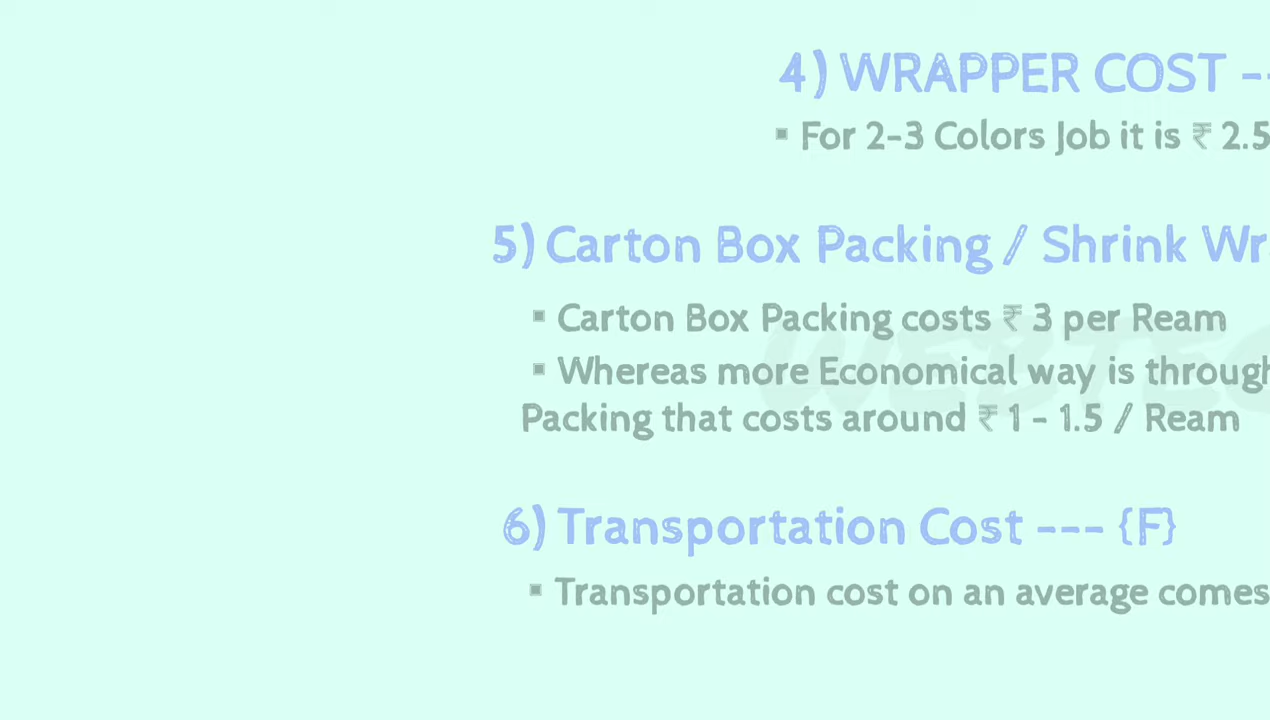 4) WRAPPER COST --
▪ For 2-3 Colors Job it is ₹ 2.5
5) Carton Box Packing / Shrink Wr
▪ Carton Box Packing costs ₹ 3 per Ream
▪ Whereas more Economical way is through
Packing that costs around ₹ 1 - 1.5 / Ream
6) Transportation Cost --- {F}
▪ Transportation cost on an average comes
WEBTEC